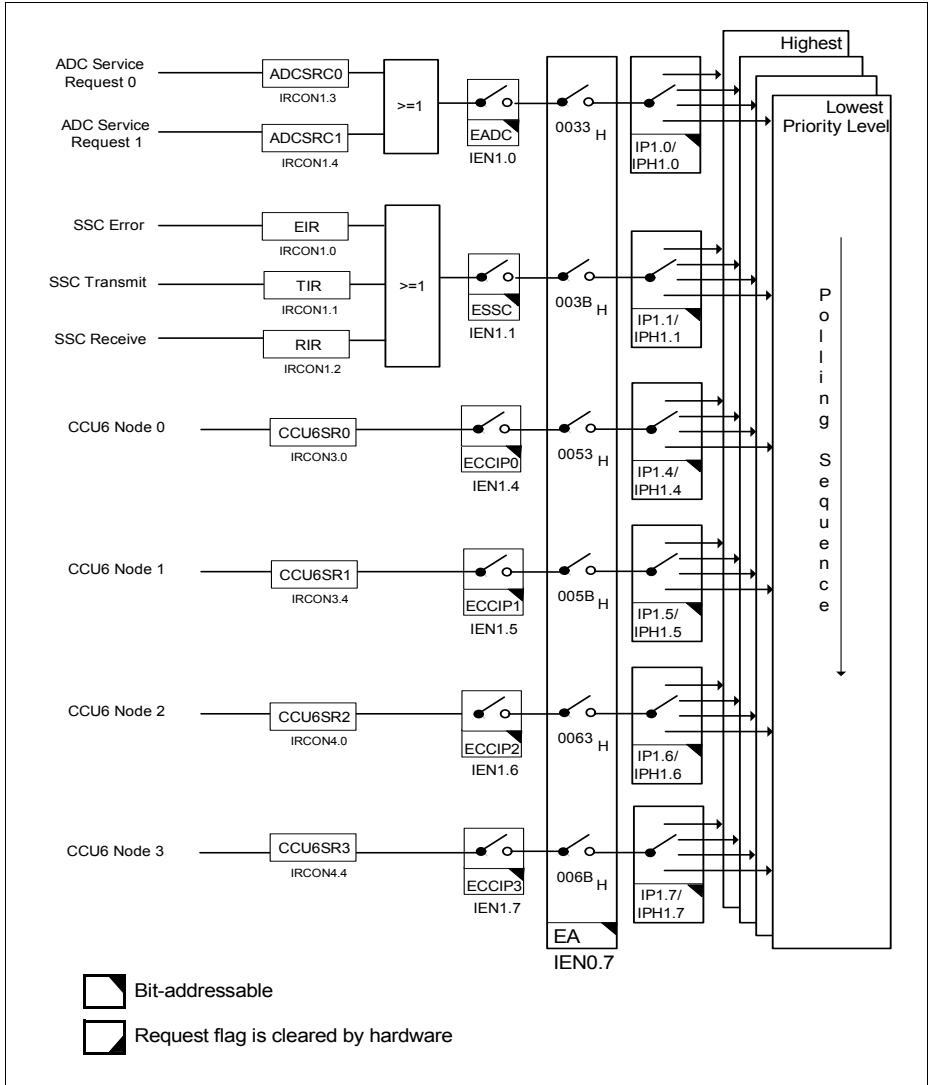 Highest
Lowest
Priority Level
ADC Service
Request 0
ADCSRC0
IRCON1.3
ADC Service
Request 1
ADCSRC1
IRCON1.4
>=1
EADC
IEN1.0
0033 H
IP1.0/
IPH1.0
SSC Error
EIR
IRCON1.0
SSC Transmit
TIR
IRCON1.1
SSC Receive
RIR
IRCON1.2
>=1
ESSC
IEN1.1
003B H
IP1.1/
IPH1.1
Polling Sequence
CCU6 Node 0
CCU6SR0
IRCON3.0
ECCIP0
IEN1.4
0053 H
IP1.4/
IPH1.4
CCU6 Node 1
CCU6SR1
IRCON3.4
ECCIP1
IEN1.5
005B H
IP1.5/
IPH1.5
CCU6 Node 2
CCU6SR2
IRCON4.0
ECCIP2
IEN1.6
0063 H
IP1.6/
IPH1.6
CCU6 Node 3
CCU6SR3
IRCON4.4
ECCIP3
IEN1.7
006B H
IP1.7/
IPH1.7
EA
IEN0.7
Bit-addressable
Request flag is cleared by hardware